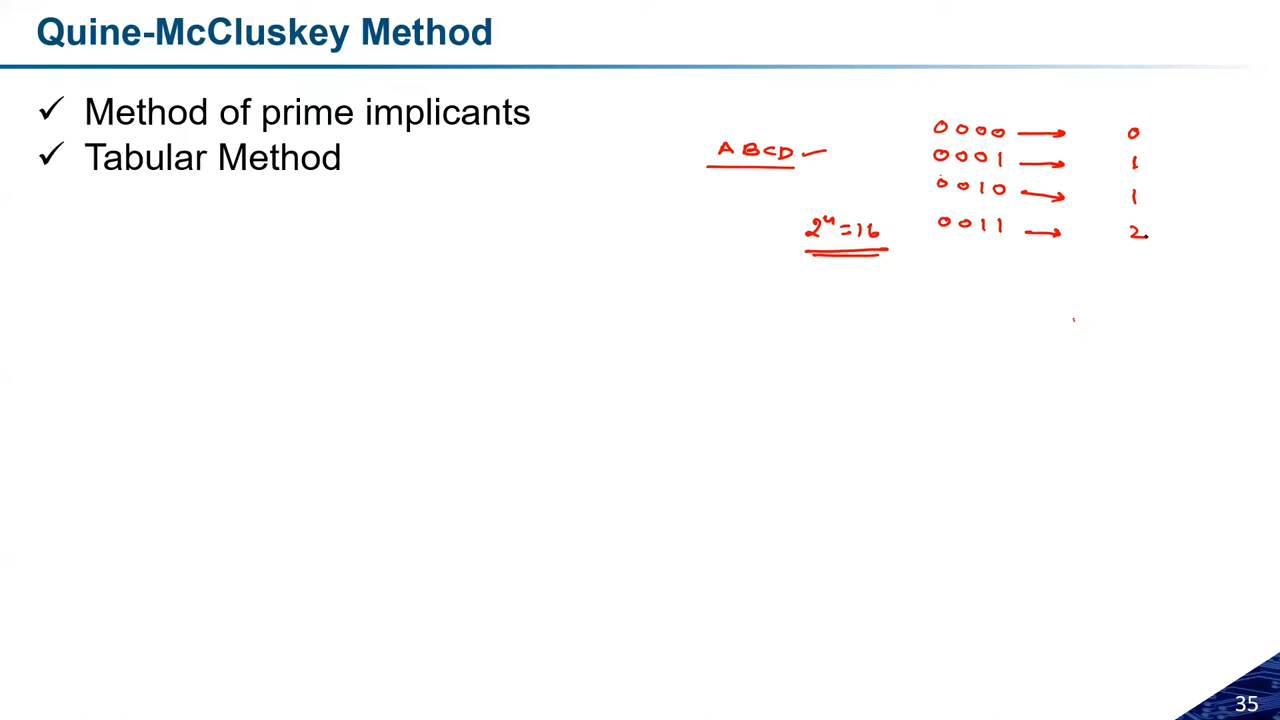 Quine-McCluskey Method
✓ Method of prime implicants
✓ Tabular Method
ABCD ✓
2⁴=16
0000 → 0
0001 → 1
0010 → 1
0011 → 2
35